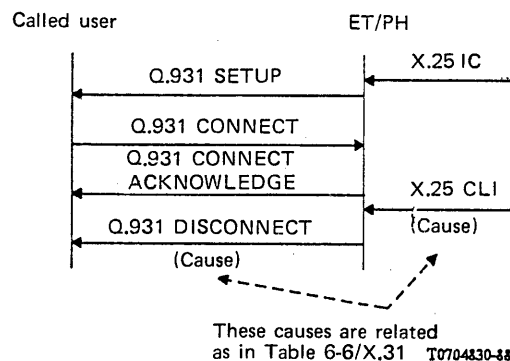 Called user
ET/PH
X.25 IC
Q.931 SETUP
Q.931 CONNECT
Q.931 CONNECT
ACKNOWLEDGE
X.25 CLI
(Cause)
Q.931 DISCONNECT
(Cause)
These causes are related
as in Table 6-6/X.31
T0704830-88